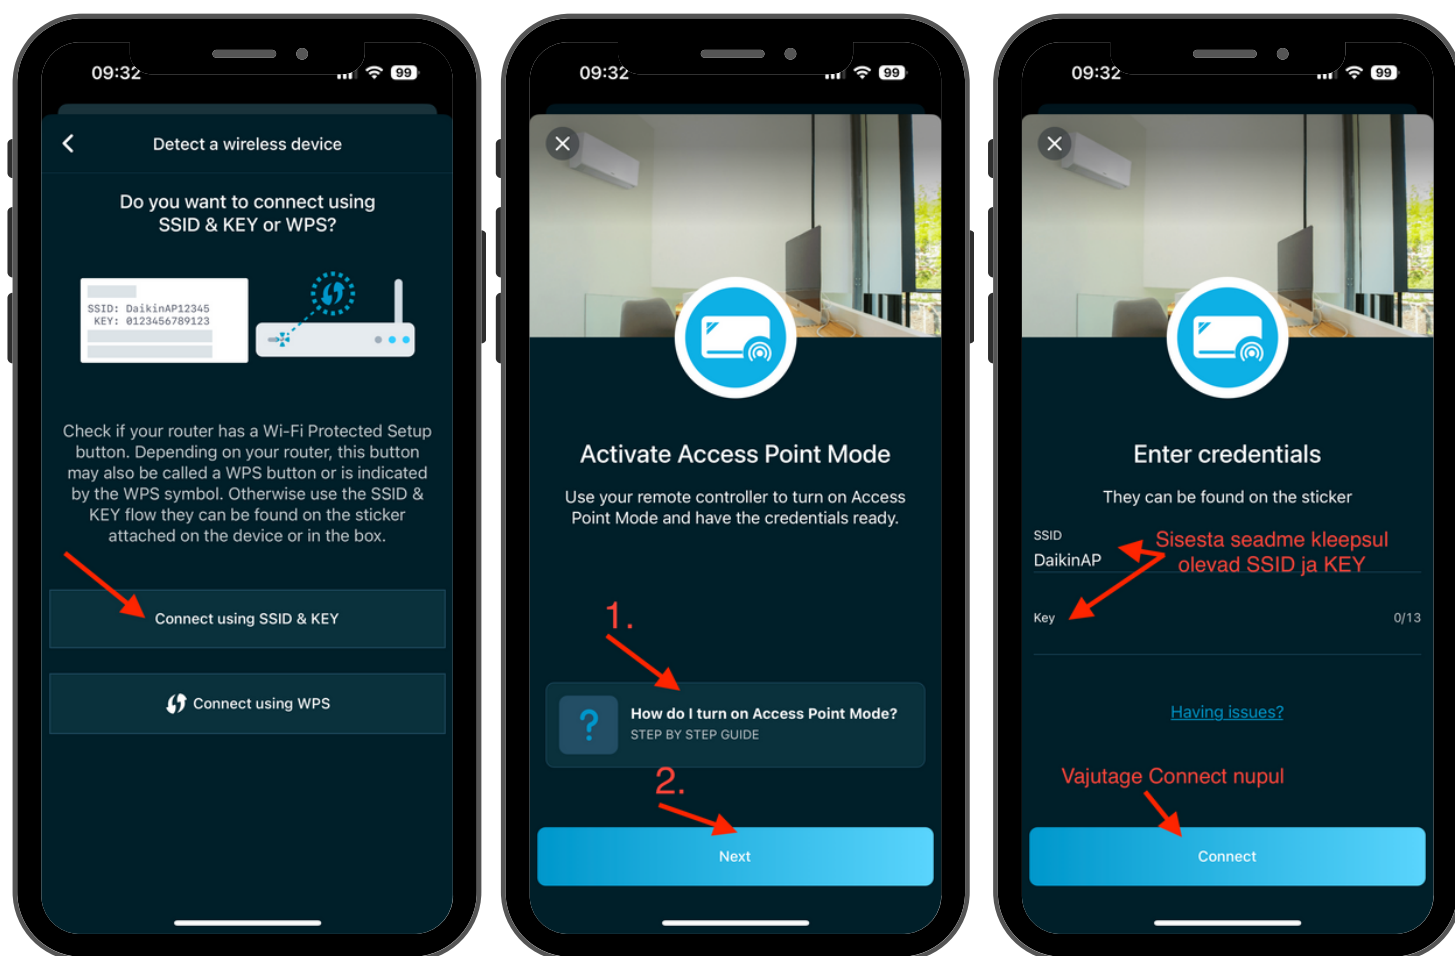 09:32
99
Detect a wireless device
Do you want to connect using
SSID & KEY or WPS?
SSID: DaikinAP12345
KEY: 0123456789123
Check if your router has a Wi-Fi Protected Setup
button. Depending on your router, this button
may also be called a WPS button or is indicated
by the WPS symbol. Otherwise use the SSID &
KEY flow they can be found on the sticker
attached on the device or in the box.
Connect using SSID & KEY
Connect using WPS
09:32
99
Activate Access Point Mode
Use your remote controller to turn on Access
Point Mode and have the credentials ready.
1.
?
How do I turn on Access Point Mode?
STEP BY STEP GUIDE
2.
Next
09:32
99
Enter credentials
They can be found on the sticker
SSID
DaikinAP
Sisesta seadme kleepsul
olevad SSID ja KEY
Key
0/13
Having issues?
Vajutage Connect nupul
Connect